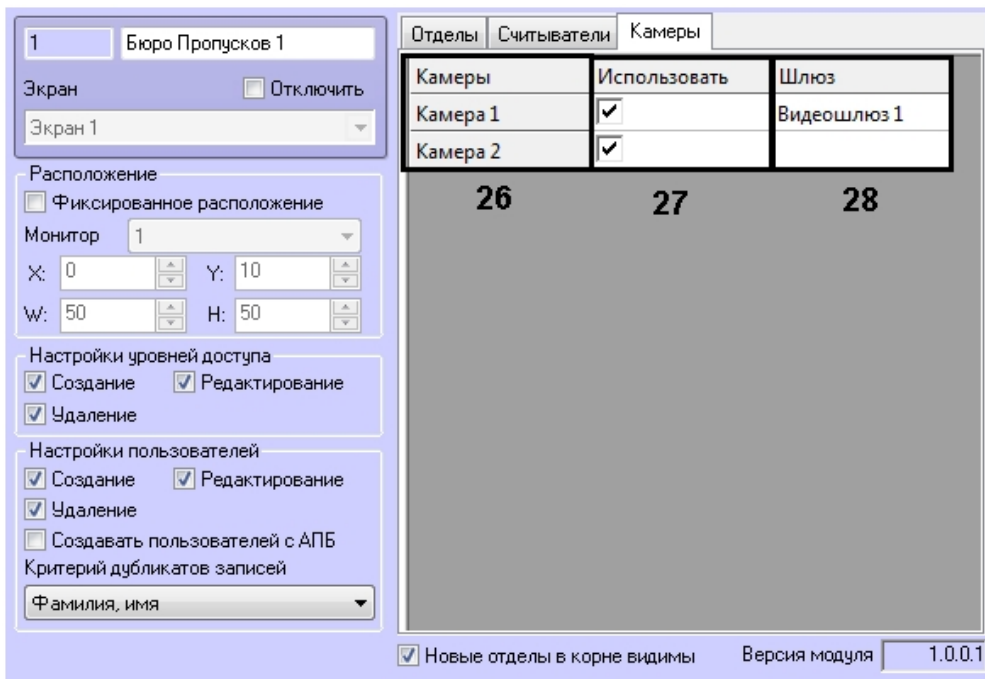 1 Бюро Пропусков 1
Экран Отключить
Экран 1
Расположение
Фиксированное расположение
Монитор 1
X: 0 Y: 10
W: 50 H: 50
Настройки уровней доступа
Создание Редактирование
Удаление
Настройки пользователей
Создание Редактирование
Удаление
Создавать пользователей с АПБ
Критерий дубликатов записей
Фамилия, имя
Отделы Считыватели Камеры
Камеры Использовать Шлюз
Камера 1 Видеошлюз 1
Камера 2
26 27 28
Новые отделы в корне видимы Версия модуля 1.0.0.1